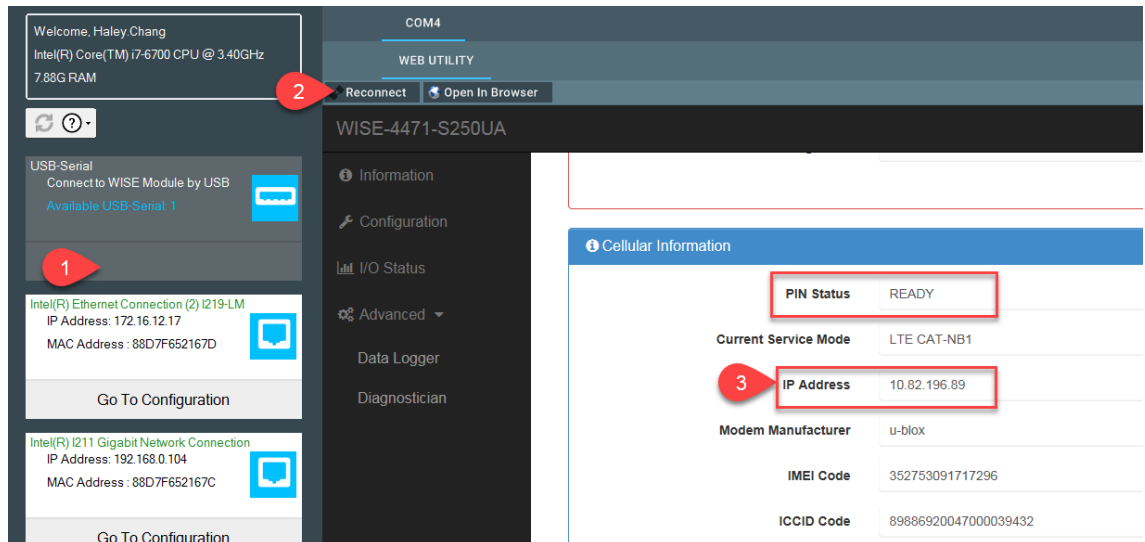 Welcome, Haley.Chang
Intel(R) Core(TM) i7-6700 CPU @ 3.40GHz
7.88G RAM
USB-Serial
Connect to WISE Module by USB
Available USB-Serial: 1
1
Intel(R) Ethernet Connection (2) I219-LM
IP Address: 172.16.12.17
MAC Address : 88D7F652167D
Go To Configuration
Intel(R) I211 Gigabit Network Connection
IP Address: 192.168.0.104
MAC Address : 88D7F652167C
Go To Configuration
COM4
WEB UTILITY
2
Reconnect Open In Browser
WISE-4471-S250UA
Information
Configuration
I/O Status
Advanced
Data Logger
Diagnostician
Cellular Information
PIN Status READY
Current Service Mode LTE CAT-NB1
3 IP Address 10.82.196.89
Modem Manufacturer u-blox
IMEI Code 352753091717296
ICCID Code 89886920047000039432